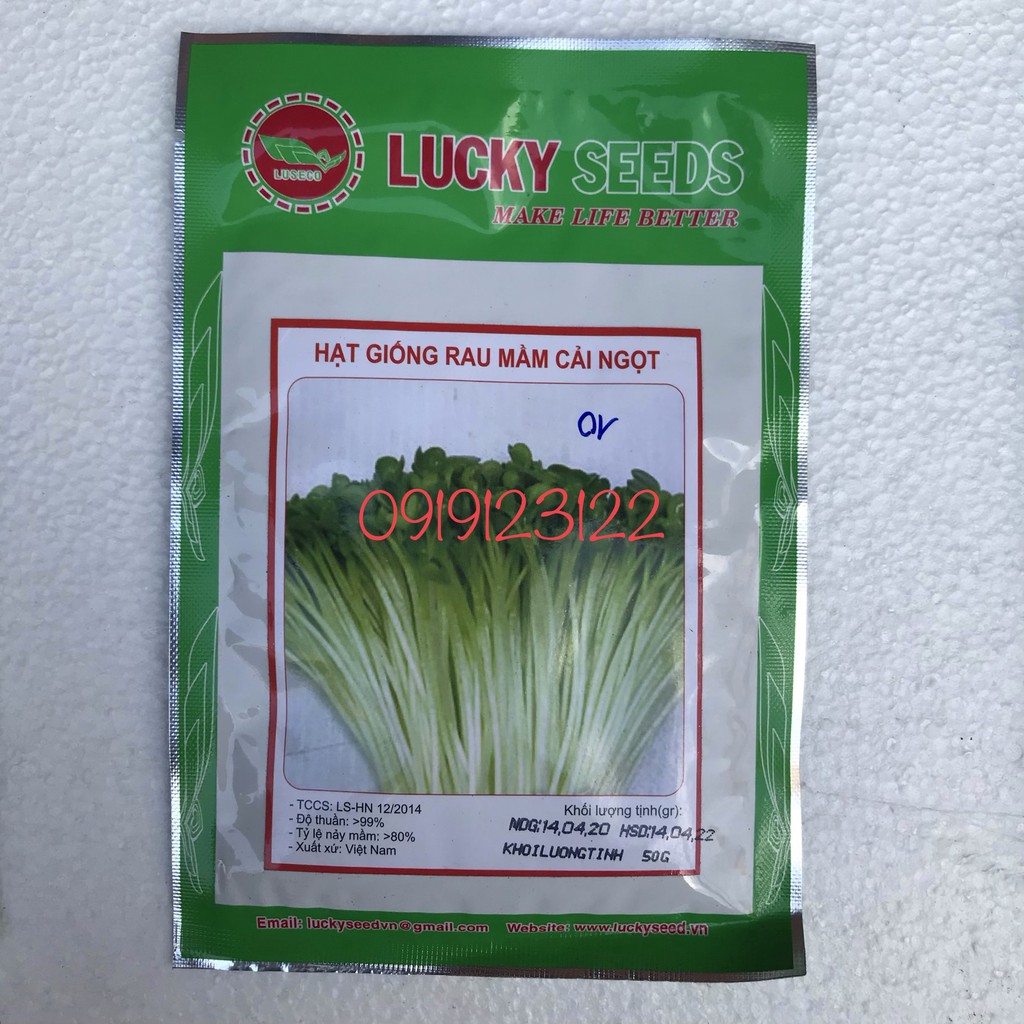 LUSECO
LUCKY SEEDS
MAKE LIFE BETTER
HẠT GIỐNG RAU MẦM CẢI NGỌT
0919123122
- TCCS: LS-HN 12/2014
- Độ thuần: >99%
- Tỷ lệ nảy mầm: >80%
- Xuất xứ: Việt Nam
Khối lượng tịnh(gr):
NDG:14,04,20 HSD:14,04,22
KHOILUONGTINH 50G
Email: luckyseedvn@gmail.com Website: www.luckyseed.vn